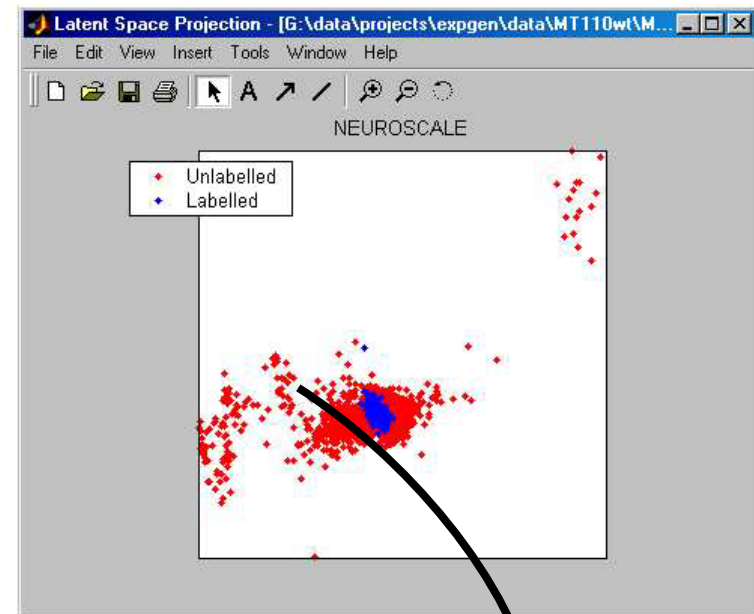 Latent Space Projection - [G:\data\projects\expgen\data\MT110wt\M...
File Edit View Insert Tools Window Help
A
NEUROSCALE
Unlabelled
Labelled